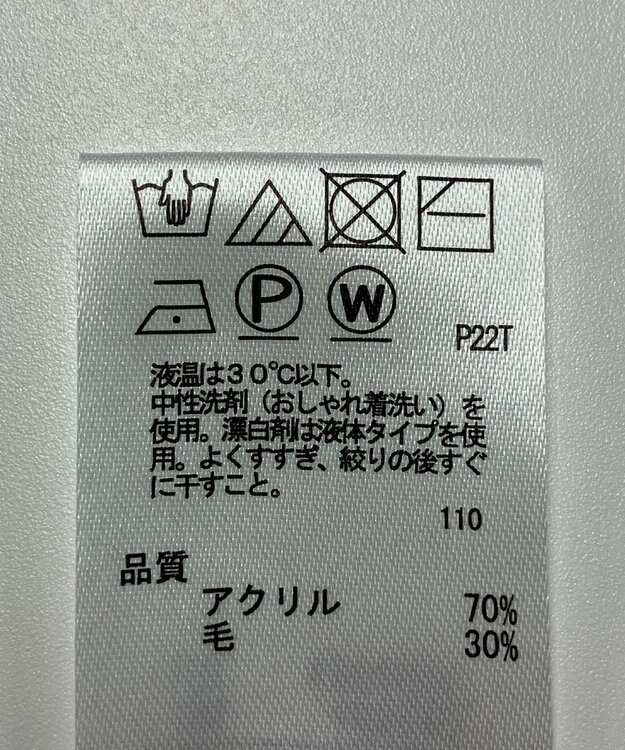 P W
P22T
液温は30℃以下。
中性洗剤（おしゃれ着洗い）を
使用。漂白剤は液体タイプを使
用。よくすすぎ、絞りの後すぐ
に干すこと。
110
品質
アクリル 70%
毛 30%